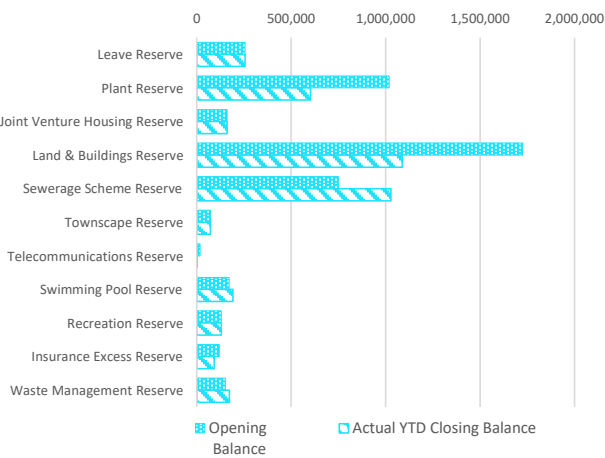 0 500,000 1,000,000 1,500,000 2,000,000
Leave Reserve
Plant Reserve
Joint Venture Housing Reserve
Land & Buildings Reserve
Sewerage Scheme Reserve
Townscape Reserve
Telecommunications Reserve
Swimming Pool Reserve
Recreation Reserve
Insurance Excess Reserve
Waste Management Reserve
Opening Actual YTD Closing Balance
Balance